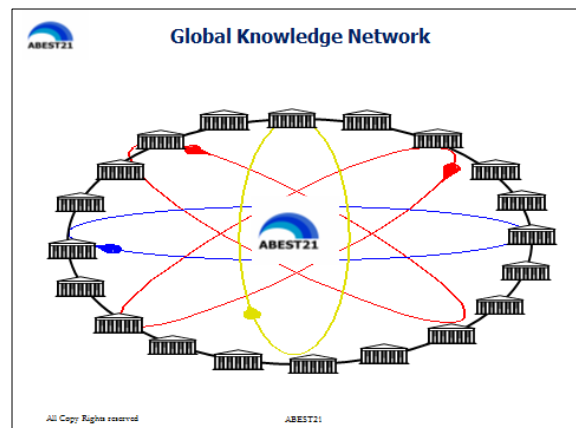 ABEST21
Global Knowledge Network
ABEST21
All Copy Rights reserved
ABEST21